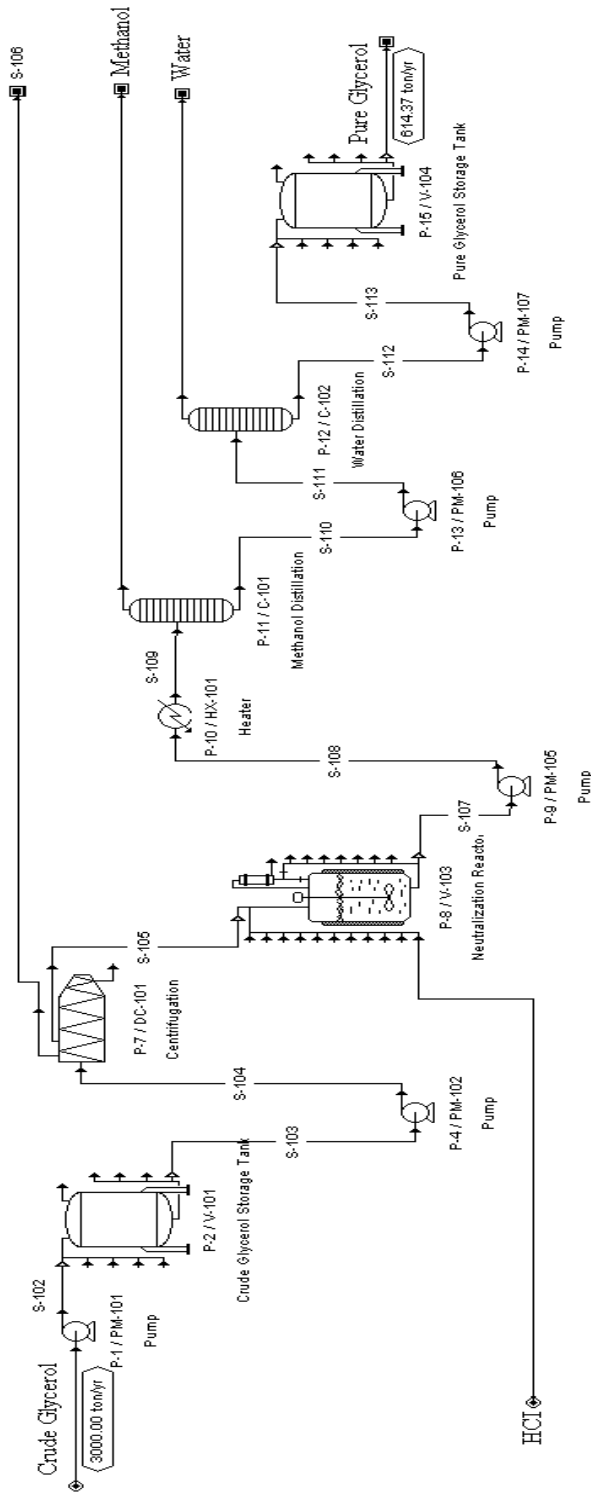 Crude Glycerol
3000.00 ton/yr
P-1 / PM-101
Pump
S-102
P-2 / V-101
Crude Glycerol Storage Tank
S-103
P-4 / PM-102
Pump
S-104
P-7 / DC-101
Centrifugation
S-106
S-105
HCl
P-8 / V-103
Neutralization Reactor
S-107
P-9 / PM-105
Pump
S-108
P-10 / HX-101
Heater
S-109
P-11 / C-101
Methanol Distillation
Methanol
S-110
P-13 / PM-106
Pump
S-111
P-12 / C-102
Water Distillation
Water
S-112
P-14 / PM-107
Pump
S-113
P-15 / V-104
Pure Glycerol Storage Tank
Pure Glycerol
614.37 ton/yr